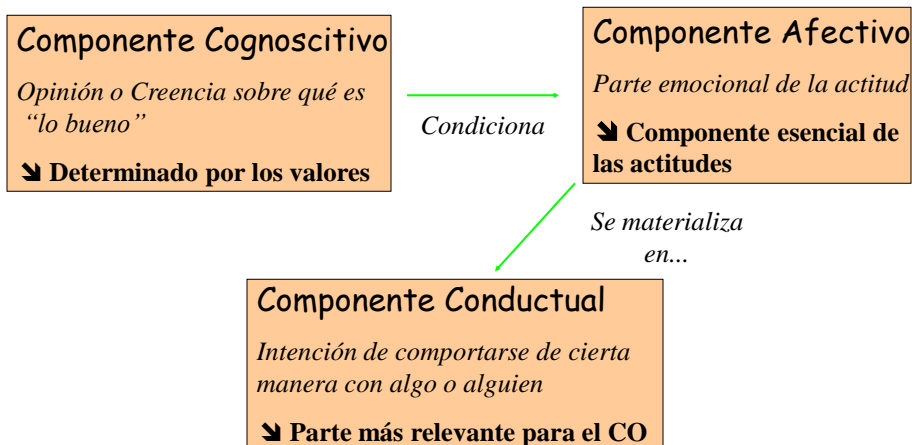 Componente Cognoscitivo
Opinión o Creencia sobre qué es
“lo bueno”
➘ Determinado por los valores
Condiciona
Componente Afectivo
Parte emocional de la actitud
➘ Componente esencial de
las actitudes
Se materializa
en...
Componente Conductual
Intención de comportarse de cierta
manera con algo o alguien
➘ Parte más relevante para el CO